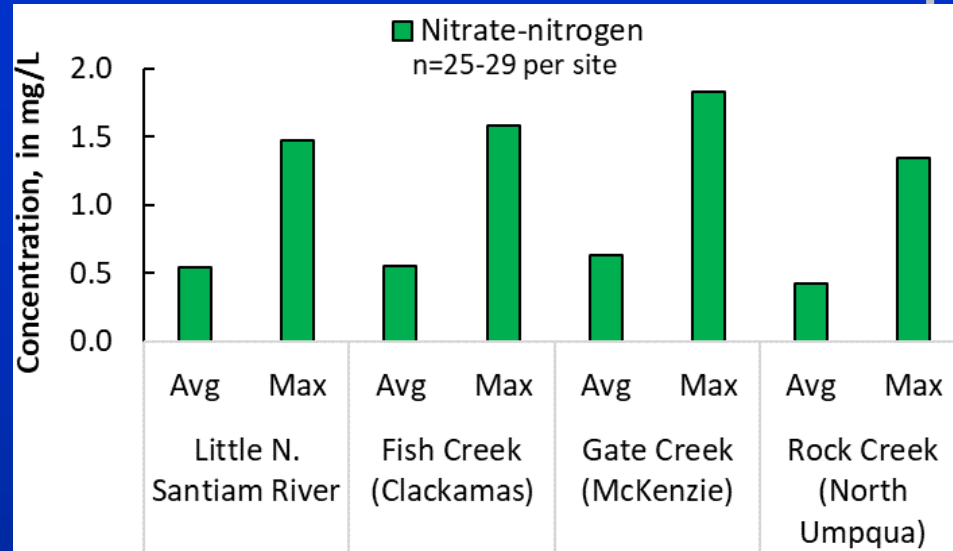 Nitrate-nitrogen
n=25-29 per site
Concentration, in mg/L
2.0
1.5
1.0
0.5
0.0
Avg Max Avg Max Avg Max Avg Max
Little N.
Santiam River
Fish Creek
(Clackamas)
Gate Creek
(McKenzie)
Rock Creek
(North
Umpqua)